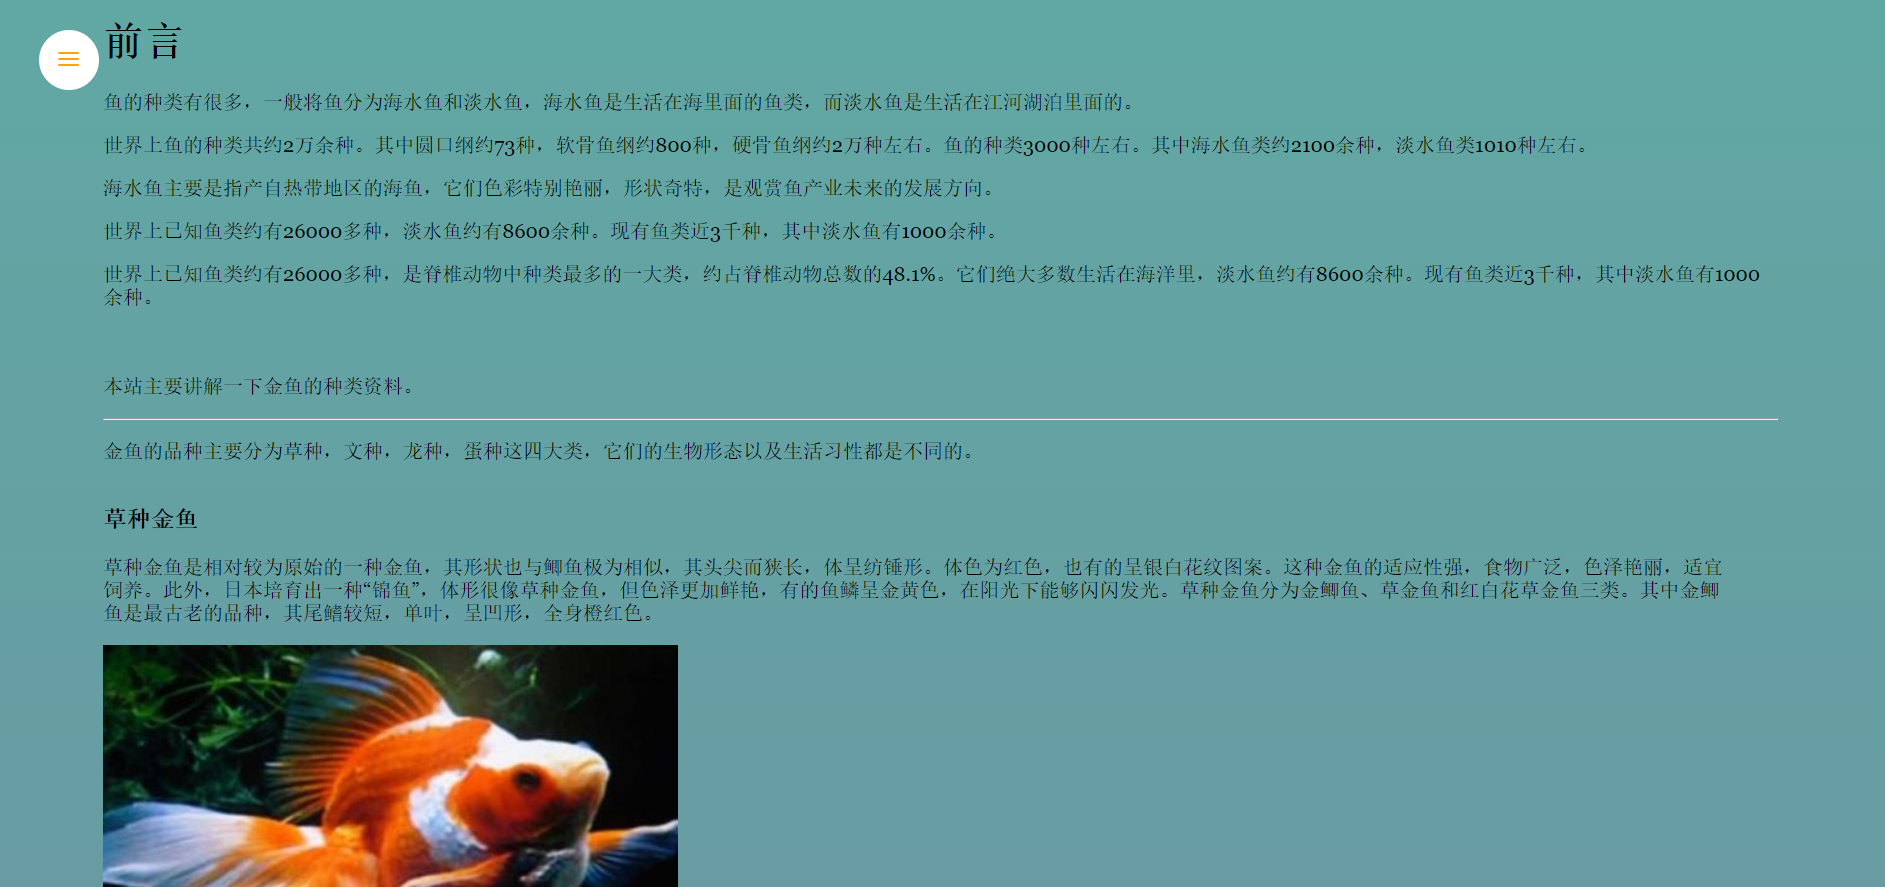 前言
鱼的种类有很多，一般将鱼分为海水鱼和淡水鱼，海水鱼是生活在海里面的鱼类，而淡水鱼是生活在江河湖泊里面的。
世界上鱼的种类共约2万余种。其中圆口纲约73种，软骨鱼纲约800种，硬骨鱼纲约2万种左右。鱼的种类3000种左右。其中海水鱼类约2100余种，淡水鱼类1010种左右。
海水鱼主要是指产自热带地区的海鱼，它们色彩特别艳丽，形状奇特，是观赏鱼产业未来的发展方向。
世界上已知鱼类约有26000多种，淡水鱼约有8600余种。现有鱼类近3千种，其中淡水鱼有1000余种。
世界上已知鱼类约有26000多种，是脊椎动物中种类最多的一大类，约占脊椎动物总数的48.1%。它们绝大多数生活在海洋里，淡水鱼约有8600余种。现有鱼类近3千种，其中淡水鱼有1000
余种。
本站主要讲解一下金鱼的种类资料。
金鱼的品种主要分为草种，文种，龙种，蛋种这四大类，它们的生物形态以及生活习性都是不同的。
草种金鱼
草种金鱼是相对较为原始的一种金鱼，其形状也与鲫鱼极为相似，其头尖而狭长，体呈纺锤形。体色为红色，也有的呈银白花纹图案。这种金鱼的适应性强，食物广泛，色泽艳丽，适宜
饲养。此外，日本培育出一种“锦鱼”，体形很像草种金鱼，但色泽更加鲜艳，有的鱼鳞呈金黄色，在阳光下能够闪闪发光。草种金鱼分为金鲫鱼、草金鱼和红白花草金鱼三类。其中金鲫
鱼是最古老的品种，其尾鳍较短，单叶，呈凹形，全身橙红色。